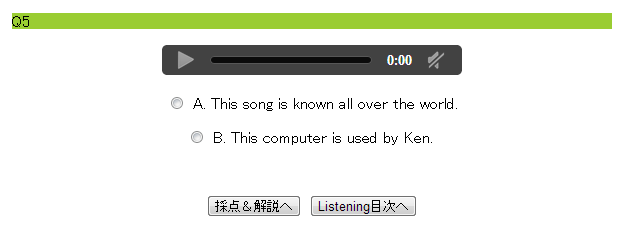 Q5
0:00
A. This song is known all over the world.
B. This computer is used by Ken.
採点＆解説へ Listening目次へ